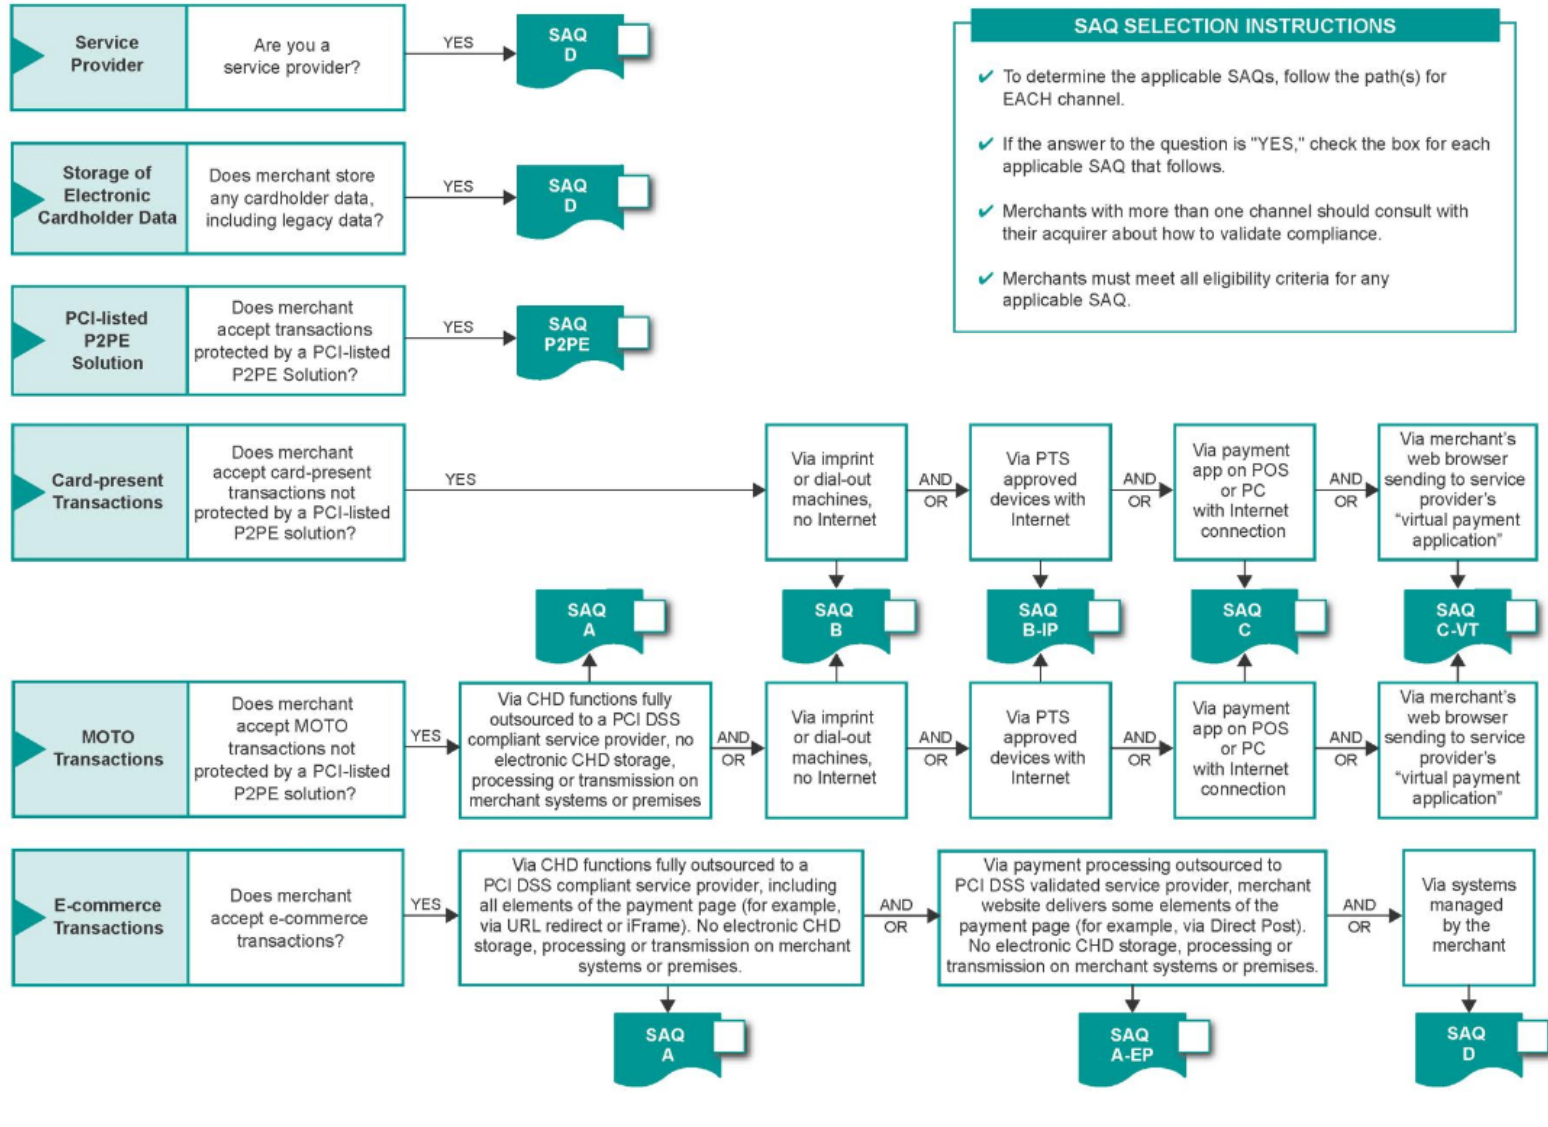 Service
Provider
Are you a
service provider?
YES
SAQ
D
SAQ SELECTION INSTRUCTIONS
✔ To determine the applicable SAQs, follow the path(s) for
EACH channel.
✔ If the answer to the question is "YES," check the box for each
applicable SAQ that follows.
✔ Merchants with more than one channel should consult with
their acquirer about how to validate compliance.
✔ Merchants must meet all eligibility criteria for any
applicable SAQ.
Storage of
Electronic
Cardholder Data
Does merchant store
any cardholder data,
including legacy data?
YES
SAQ
D
PCI-listed
P2PE
Solution
Does merchant
accept transactions
protected by a PCI-listed
P2PE Solution?
YES
SAQ
P2PE
Card-present
Transactions
Does merchant
accept card-present
transactions not
protected by a PCI-listed
P2PE solution?
YES
Via imprint
or dial-out
machines,
no Internet
AND
OR
Via PTS
approved
devices with
Internet
AND
OR
Via payment
app on POS
or PC
with Internet
connection
AND
OR
Via merchant's
web browser
sending to service
provider's
"virtual payment
application"
SAQ
A
SAQ
B
SAQ
B-IP
SAQ
C
SAQ
C-VT
MOTO
Transactions
Does merchant
accept MOTO
transactions not
protected by a PCI-listed
P2PE solution?
YES
Via CHD functions fully
outsourced to a PCI DSS
compliant service provider, no
electronic CHD storage,
processing or transmission on
merchant systems or premises
AND
OR
Via imprint
or dial-out
machines,
no Internet
AND
OR
Via PTS
approved
devices with
Internet
AND
OR
Via payment
app on POS
or PC
with Internet
connection
AND
OR
Via merchant's
web browser
sending to service
provider's
"virtual payment
application"
E-commerce
Transactions
Does merchant
accept e-commerce
transactions?
YES
Via CHD functions fully outsourced to a
PCI DSS compliant service provider, including
all elements of the payment page (for example,
via URL redirect or iFrame). No electronic CHD
storage, processing or transmission on merchant
systems or premises.
AND
OR
Via payment processing outsourced to
PCI DSS validated service provider, merchant
website delivers some elements of the
payment page (for example, via Direct Post).
No electronic CHD storage, processing or
transmission on merchant systems or premises.
AND
OR
Via systems
managed
by the
merchant
SAQ
A
SAQ
A-EP
SAQ
D